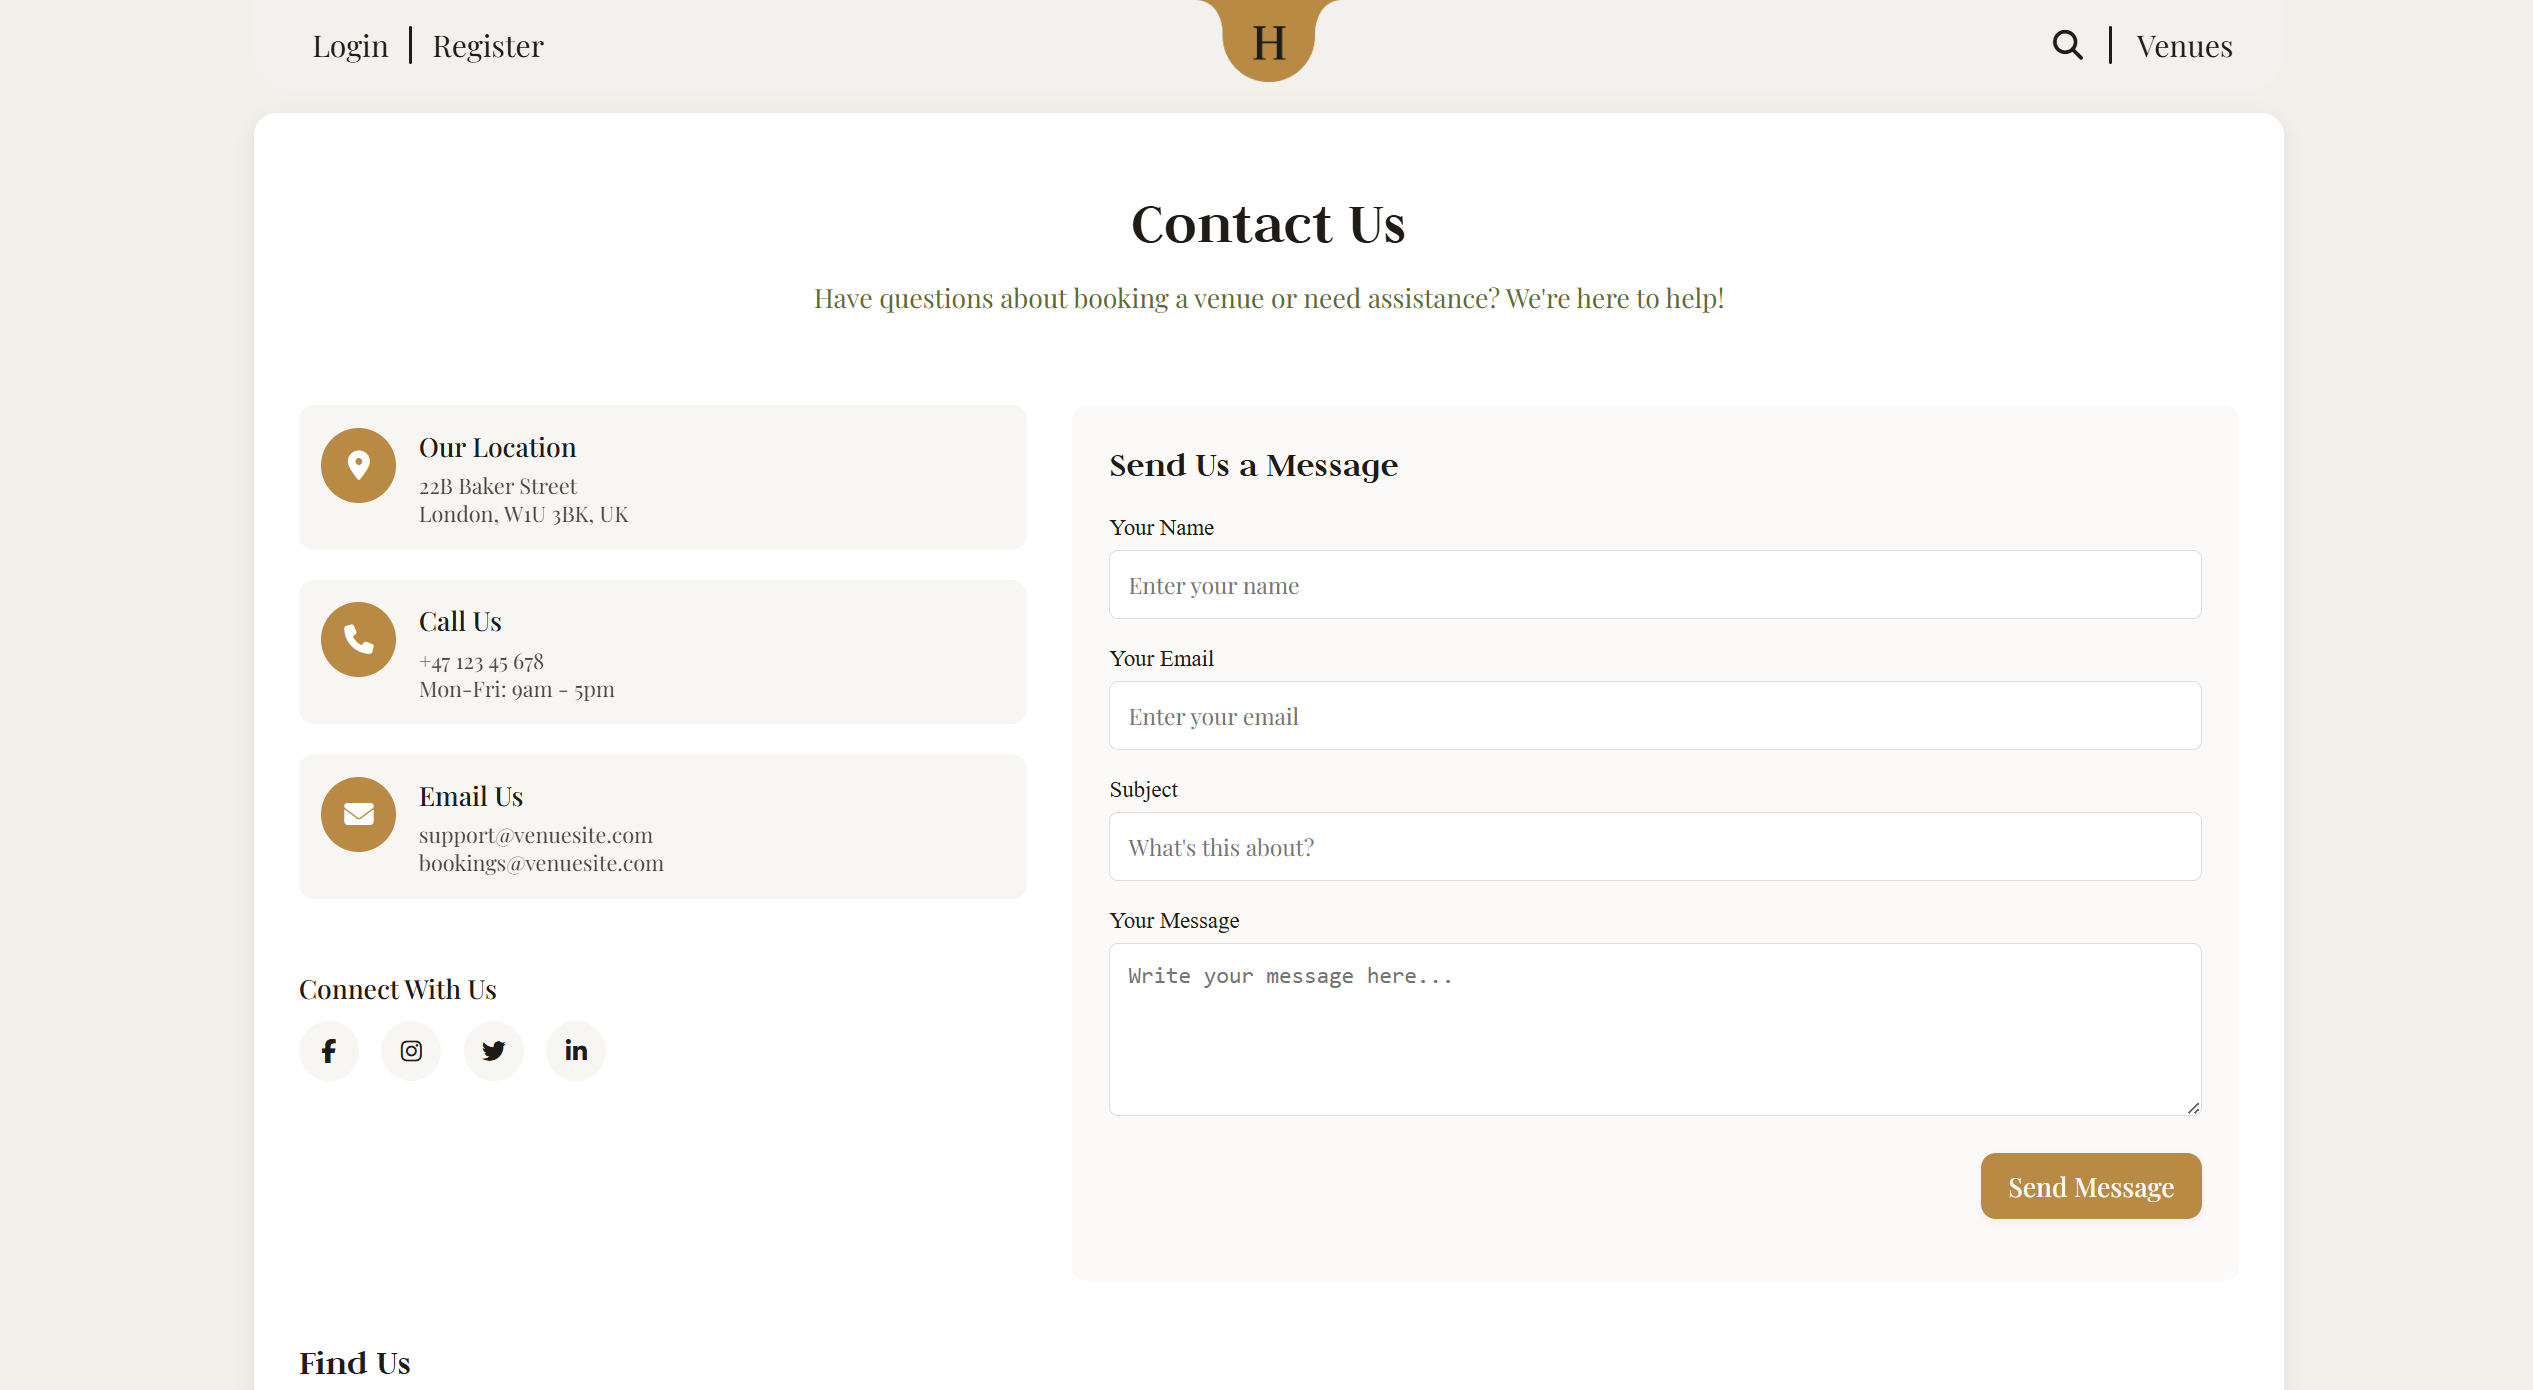 Login
Register
H
Venues
Contact Us
Have questions about booking a venue or need assistance? We're here to help!
Our Location
22B Baker Street
London, W1U 3BK, UK
Call Us
+47 123 45 678
Mon-Fri: 9am - 5pm
Email Us
support@venuesite.com
bookings@venuesite.com
Connect With Us
Send Us a Message
Your Name
Enter your name
Your Email
Enter your email
Subject
What's this about?
Your Message
Write your message here...
Send Message
Find Us